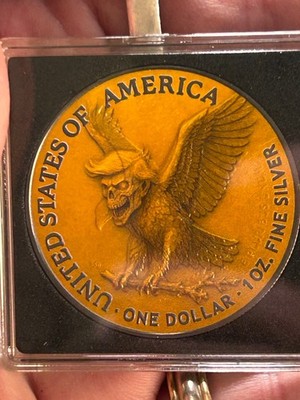 UNITED STATES OF AMERICA
· ONE DOLLAR · 1 OZ. FINE SILVER